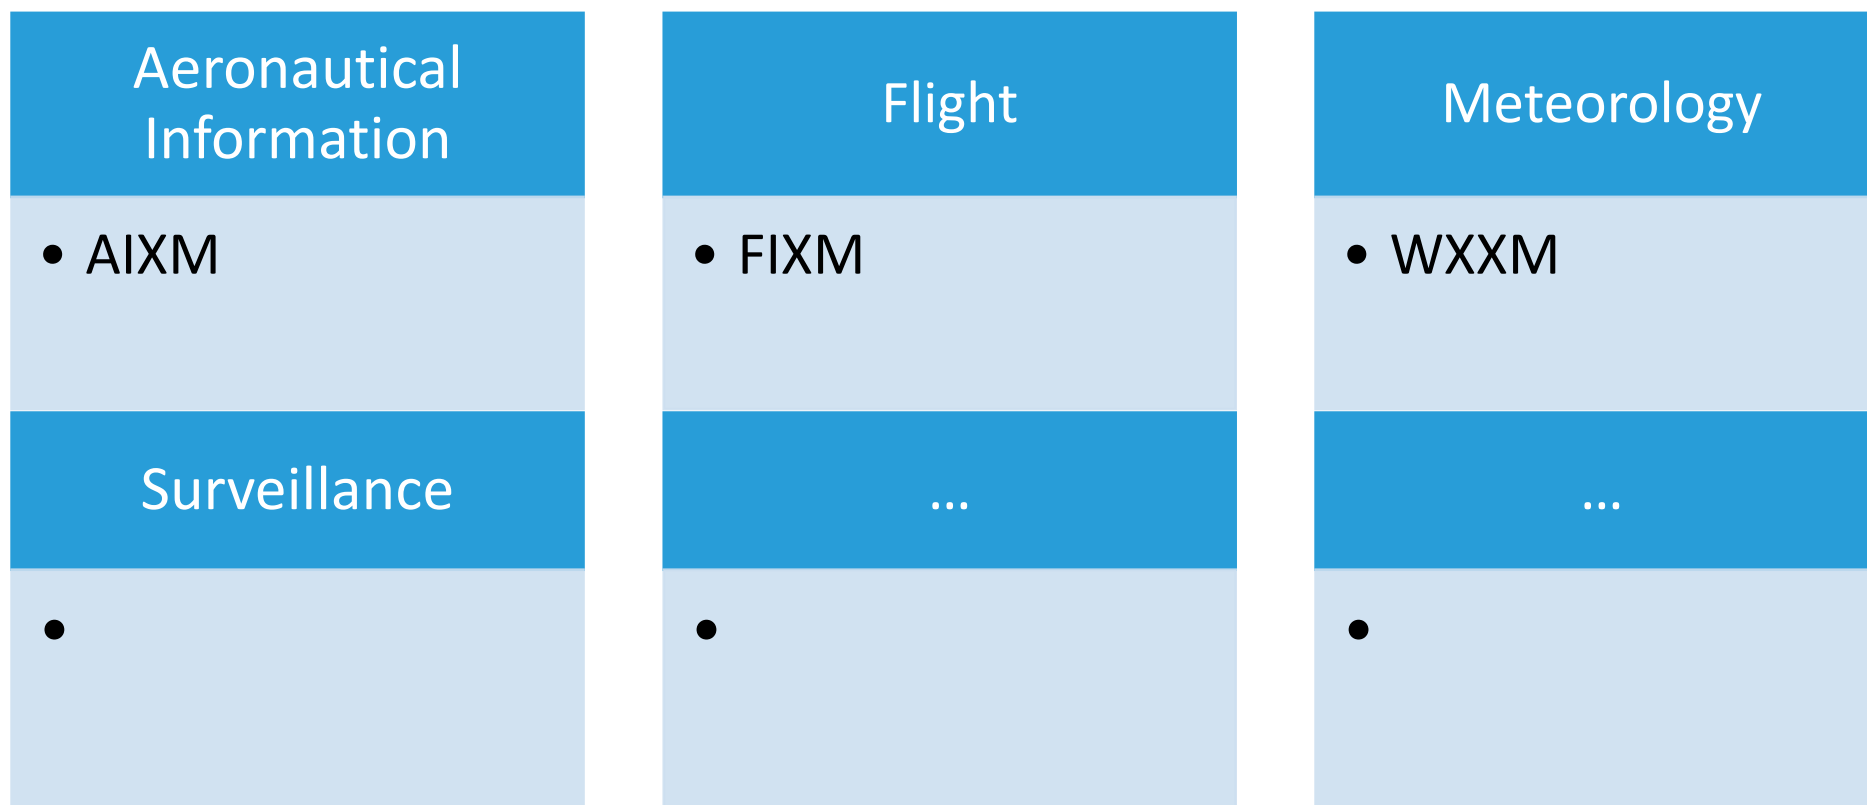 Aeronautical
Information
Flight
Meteorology
• AIXM
• FIXM
• WXXM
Surveillance
...
...
•
•
•